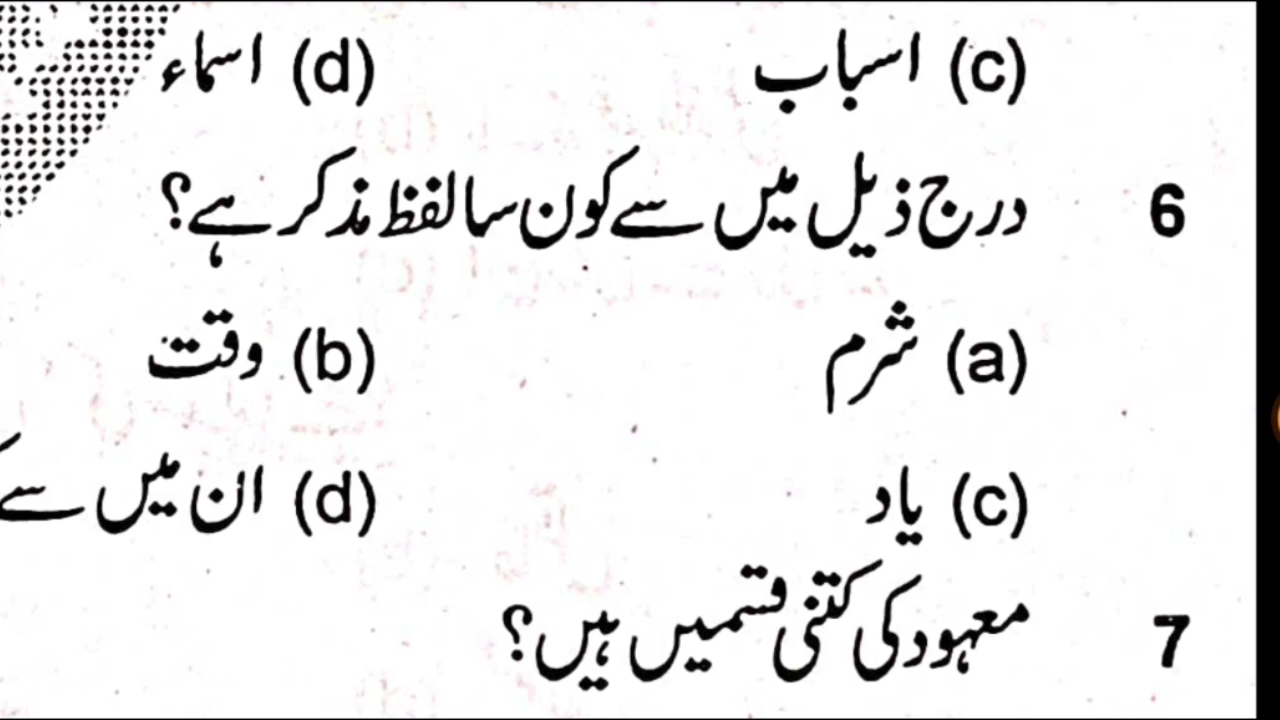 (c) اسباب (d) اسماء
6 درج ذیل میں سے کون سا لفظ مذکر ہے؟
(a) شرم (b) وقت
(c) یاد (d) ان میں سے
7 معہود کی کتنی قسمیں ہیں؟